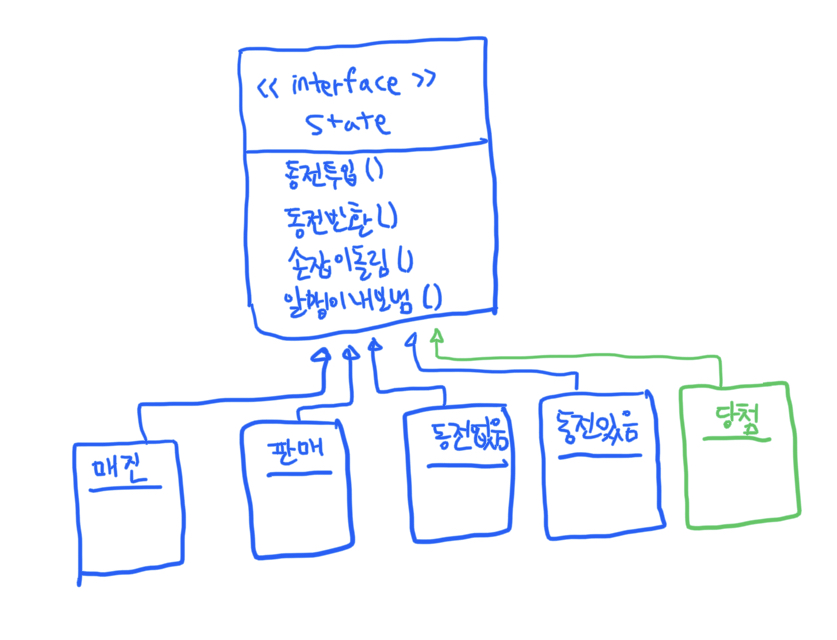 << interface >>
State
동전투입()
동전반환()
손잡이돌림()
알맹이내보냄()
매진
판매
동전없음
동전있음
당첨